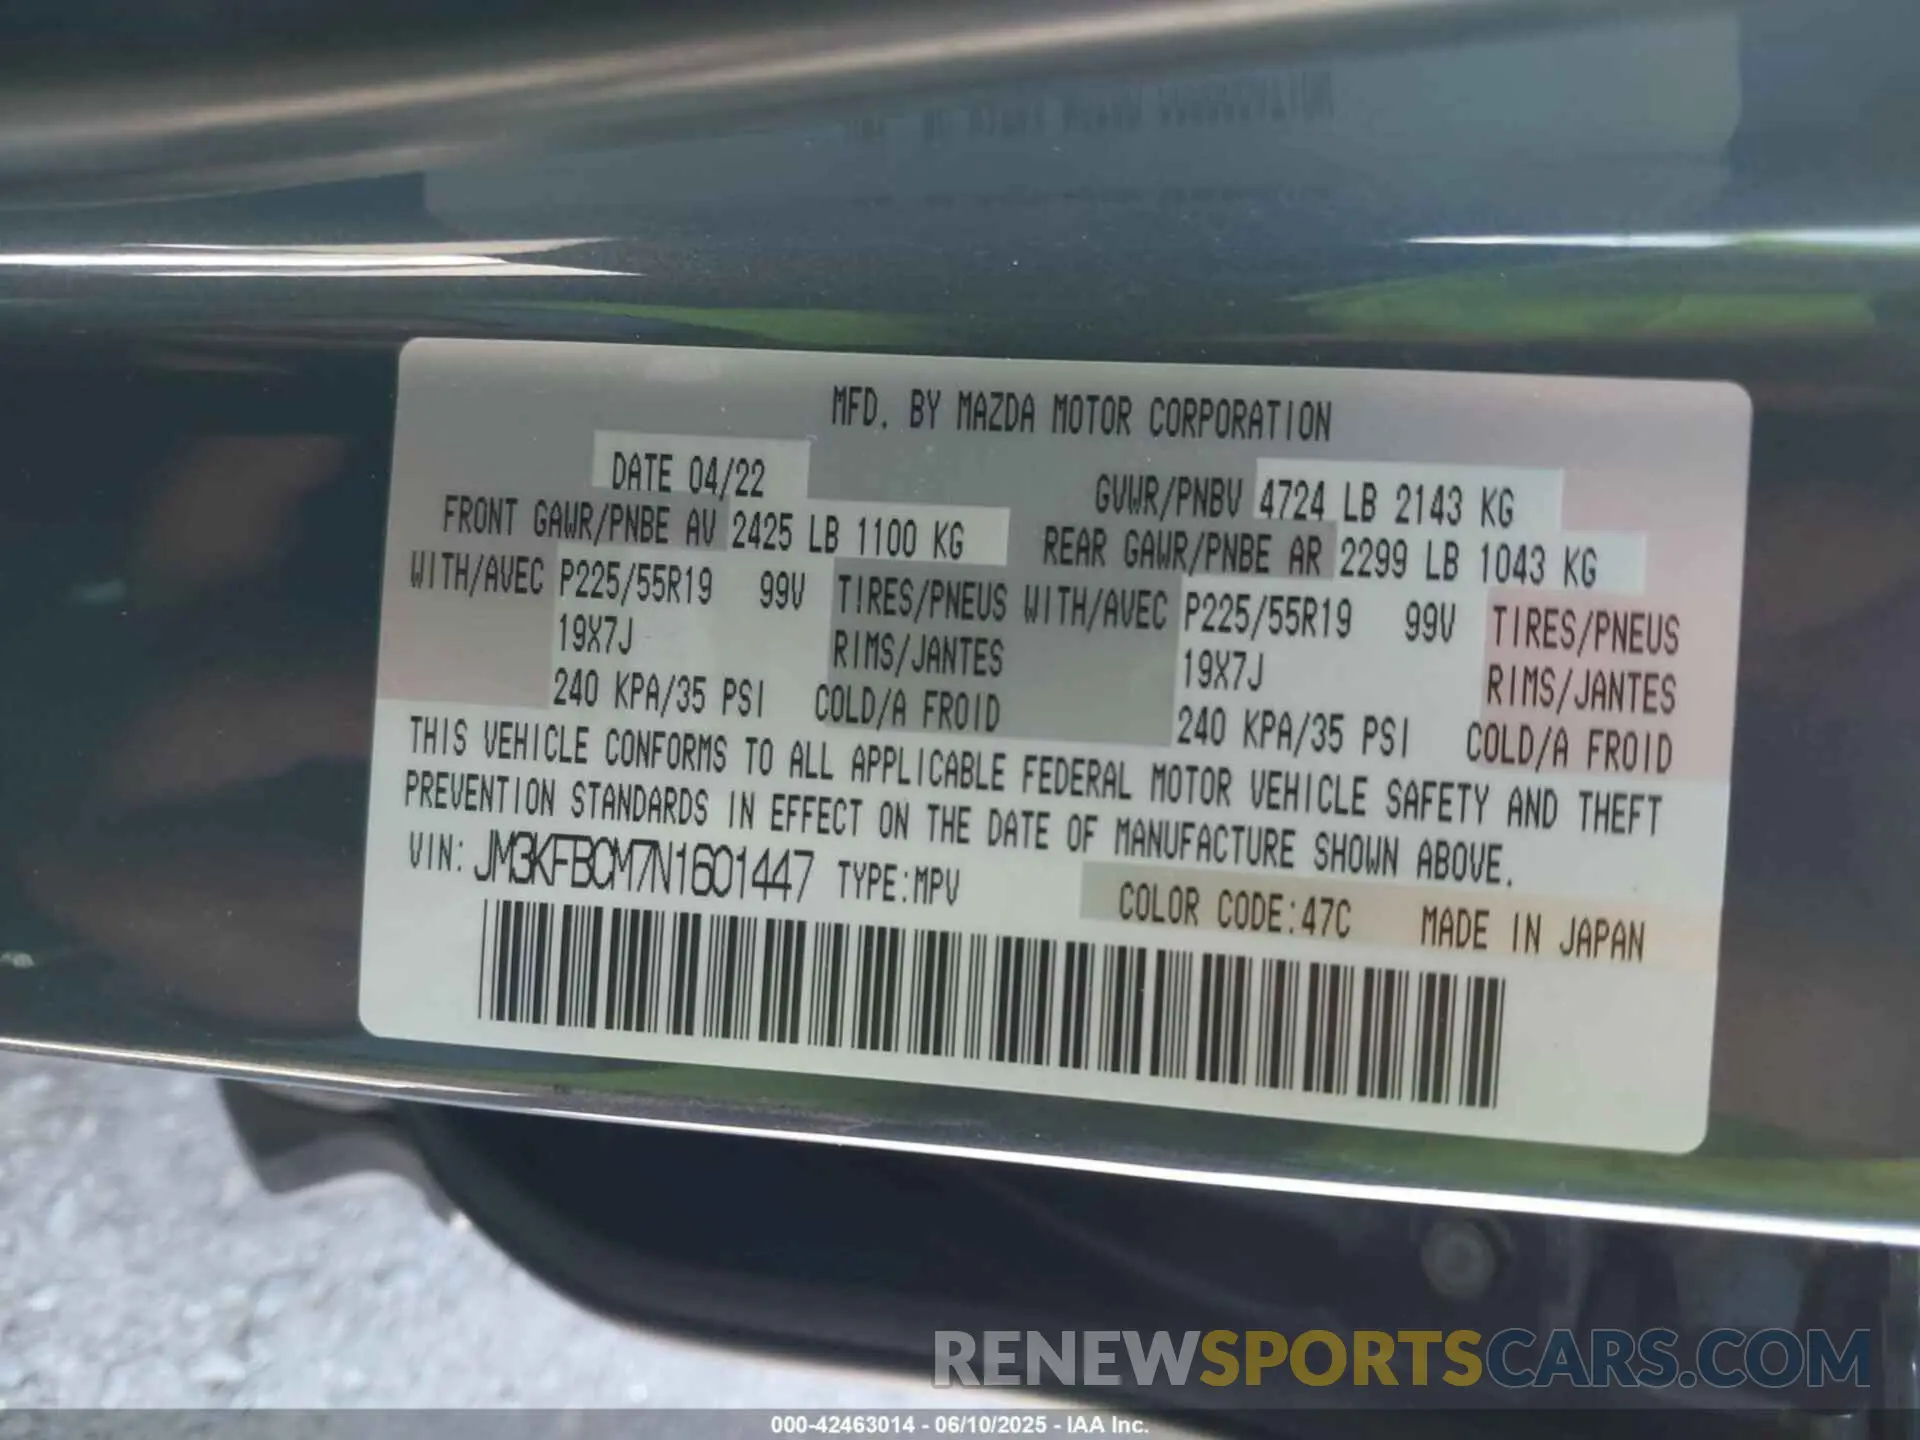 MFD. BY MAZDA MOTOR CORPORATION
DATE 04/22 GVWR/PNBV 4724 LB 2143 KG
FRONT GAWR/PNBE AV 2425 LB 1100 KG REAR GAWR/PNBE AR 2299 LB 1043 KG
WITH/AVEC P225/55R19 99V TIRES/PNEUS WITH/AVEC P225/55R19 99V TIRES/PNEUS
19X7J RIMS/JANTES 19X7J RIMS/JANTES
240 KPA/35 PSI COLD/A FROID 240 KPA/35 PSI COLD/A FROID
THIS VEHICLE CONFORMS TO ALL APPLICABLE FEDERAL MOTOR VEHICLE SAFETY AND THEFT
PREVENTION STANDARDS IN EFFECT ON THE DATE OF MANUFACTURE SHOWN ABOVE.
VIN: JM3KFBCM7N1601447 TYPE:MPV COLOR CODE:47C MADE IN JAPAN
RENEWSPORTSCARS.COM
000-42463014 - 06/10/2025 - IAA Inc.